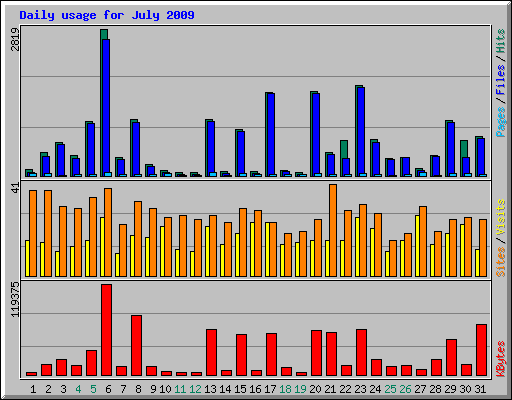 Daily usage for July 2009
2819
Pages / Files / Hits
41
Sites / Visits
119375
KBytes
1 2 3 4 5 6 7 8 9 10 11 12 13 14 15 16 17 18 19 20 21 22 23 24 25 26 27 28 29 30 31